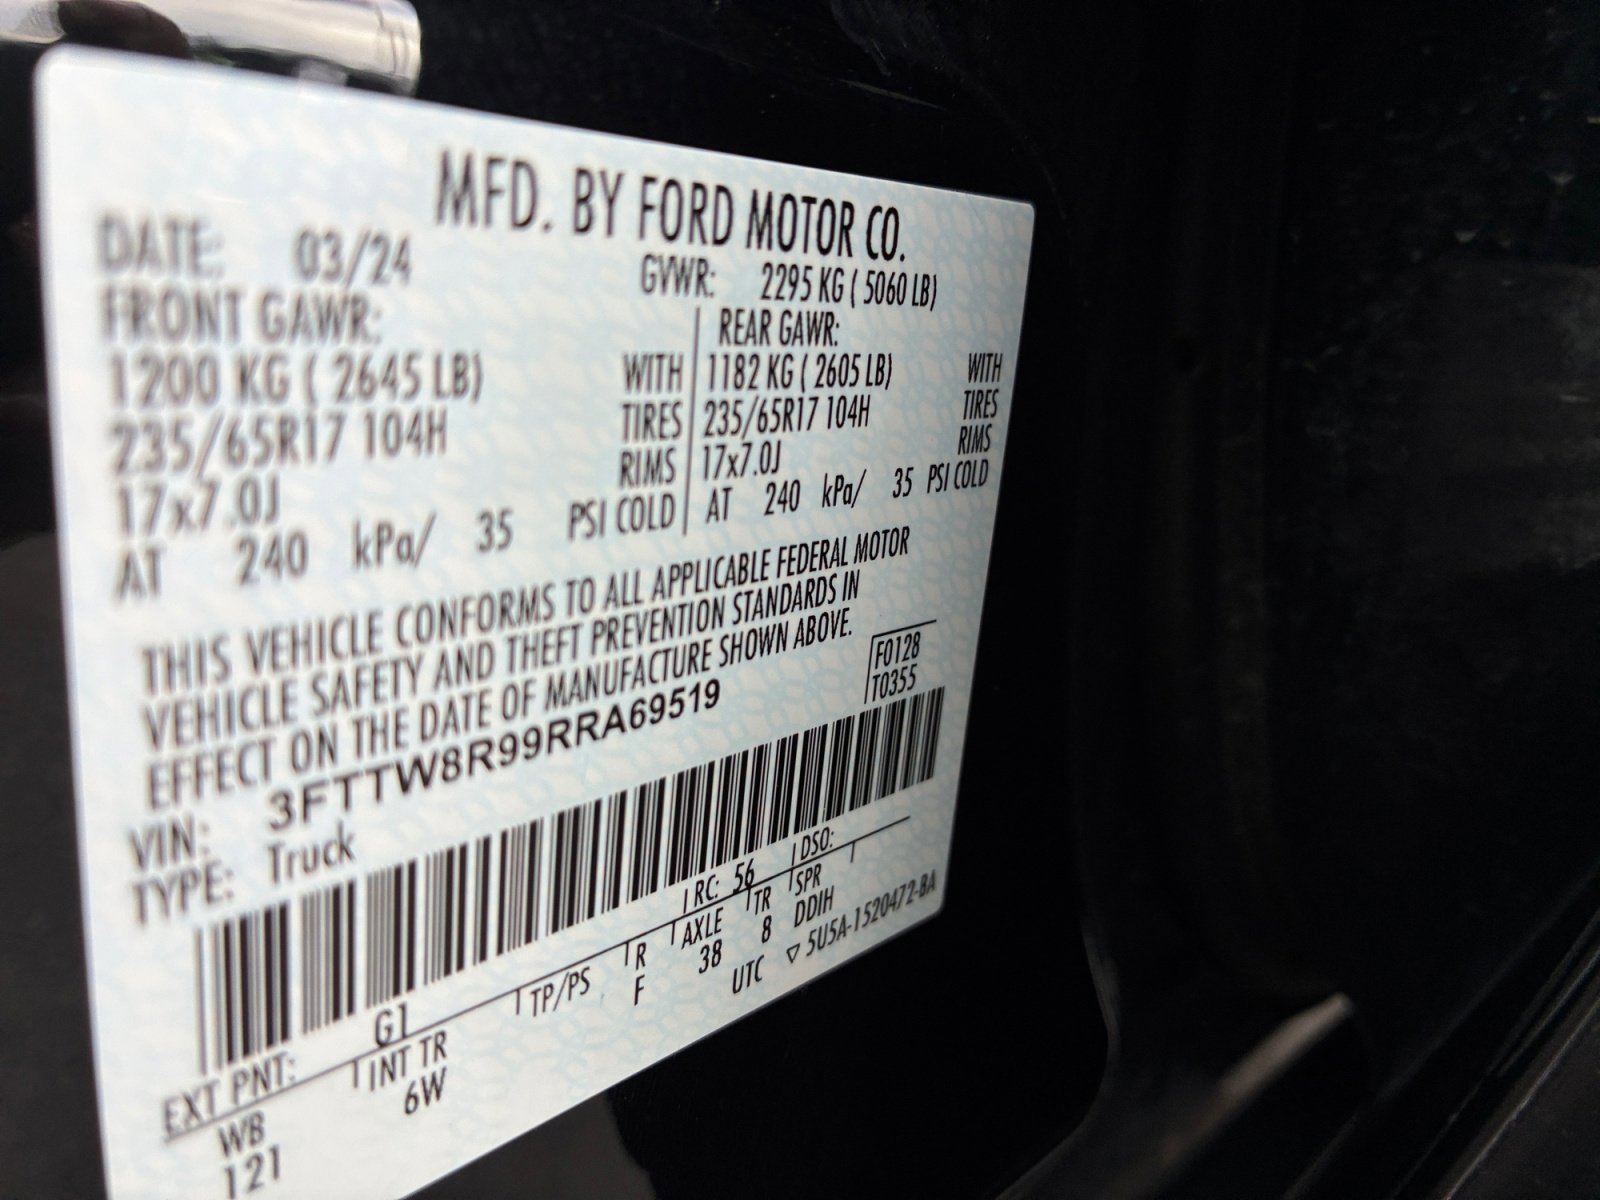 MFD. BY FORD MOTOR CO.
DATE: 03/24 GVWR: 2295 KG ( 5060 LB)
FRONT GAWR: REAR GAWR:
1200 KG ( 2645 LB) WITH 1182 KG ( 2605 LB) WITH
235/65R17 104H TIRES 235/65R17 104H TIRES
17x7.0J RIMS 17x7.0J RIMS
AT 240 kPa/ 35 PSI COLD AT 240 kPa/ 35 PSI COLD
THIS VEHICLE CONFORMS TO ALL APPLICABLE FEDERAL MOTOR
VEHICLE SAFETY AND THEFT PREVENTION STANDARDS IN
EFFECT ON THE DATE OF MANUFACTURE SHOWN ABOVE.
F0128
T0355
VIN: 3FTTW8R99RRA69519
TYPE: Truck
EXT PNT: G1 RC: 56 DSO:
WB INT TR TP/PS R AXLE TR SPR
121 6W F 38 8 DDIH
UTC ▽ 5U5A-1520472-BA